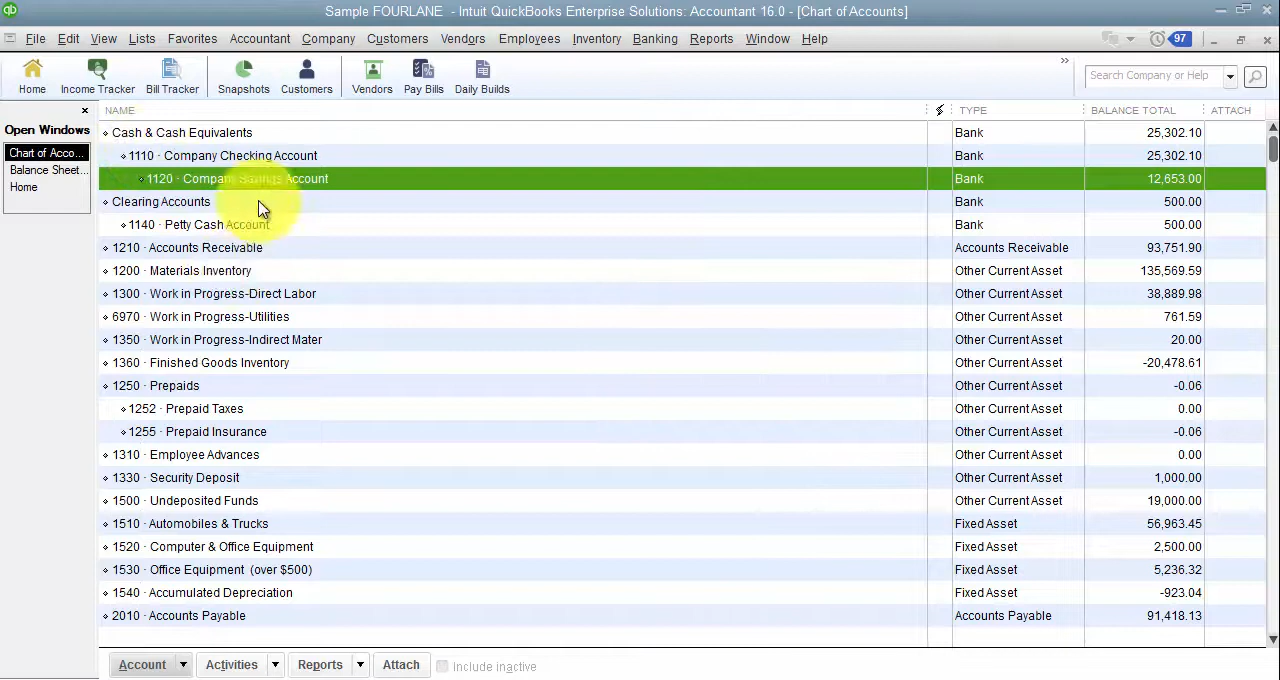 qb Sample FOURLANE - Intuit QuickBooks Enterprise Solutions: Accountant 16.0 - [Chart of Accounts]
File Edit View Lists Favorites Accountant Company Customers Vendors Employees Inventory Banking Reports Window Help 97
Home Income Tracker Bill Tracker Snapshots Customers Vendors Pay Bills Daily Builds » Search Company or Help
Open Windows
Chart of Acco...
Balance Sheet...
Home
NAME TYPE BALANCE TOTAL ATTACH
Cash & Cash Equivalents Bank 25,302.10
1110 · Company Checking Account Bank 25,302.10
1120 · Company Savings Account Bank 12,653.00
Clearing Accounts Bank 500.00
1140 · Petty Cash Account Bank 500.00
1210 · Accounts Receivable Accounts Receivable 93,751.90
1200 · Materials Inventory Other Current Asset 135,569.59
1300 · Work in Progress-Direct Labor Other Current Asset 38,889.98
6970 · Work in Progress-Utilities Other Current Asset 761.59
1350 · Work in Progress-Indirect Mater Other Current Asset 20.00
1360 · Finished Goods Inventory Other Current Asset -20,478.61
1250 · Prepaids Other Current Asset -0.06
1252 · Prepaid Taxes Other Current Asset 0.00
1255 · Prepaid Insurance Other Current Asset -0.06
1310 · Employee Advances Other Current Asset 0.00
1330 · Security Deposit Other Current Asset 1,000.00
1500 · Undeposited Funds Other Current Asset 19,000.00
1510 · Automobiles & Trucks Fixed Asset 56,963.45
1520 · Computer & Office Equipment Fixed Asset 2,500.00
1530 · Office Equipment (over $500) Fixed Asset 5,236.32
1540 · Accumulated Depreciation Fixed Asset -923.04
2010 · Accounts Payable Accounts Payable 91,418.13
Account Activities Reports Attach Include inactive